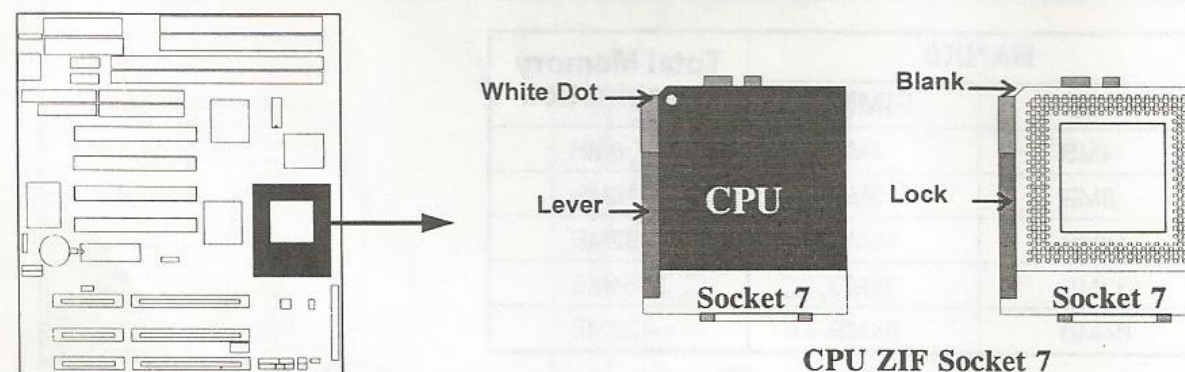 White Dot
Lever
CPU
Socket 7
Blank
Lock
Socket 7
CPU ZIF Socket 7